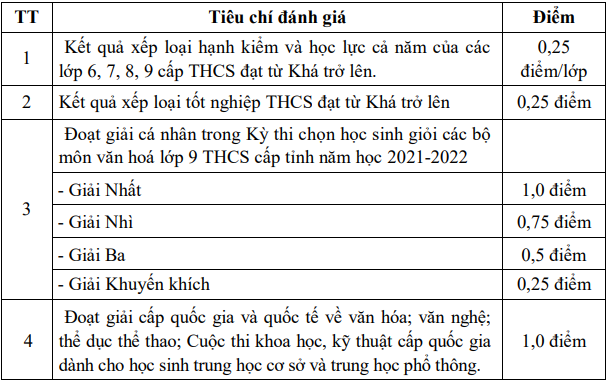 TT Tiêu chí đánh giá Điểm
1 Kết quả xếp loại hạnh kiểm và học lực cả năm của các 0,25
lớp 6, 7, 8, 9 cấp THCS đạt từ Khá trở lên. điểm/lớp
2 Kết quả xếp loại tốt nghiệp THCS đạt từ Khá trở lên 0,25 điểm
3 Đoạt giải cá nhân trong Kỳ thi chọn học sinh giỏi các bộ
môn văn hoá lớp 9 THCS cấp tỉnh năm học 2021-2022
- Giải Nhất 1,0 điểm
- Giải Nhì 0,75 điểm
- Giải Ba 0,5 điểm
- Giải Khuyến khích 0,25 điểm
4 Đoạt giải cấp quốc gia và quốc tế về văn hóa; văn nghệ; 1,0 điểm
thể dục thể thao; Cuộc thi khoa học, kỹ thuật cấp quốc gia
dành cho học sinh trung học cơ sở và trung học phổ thông.